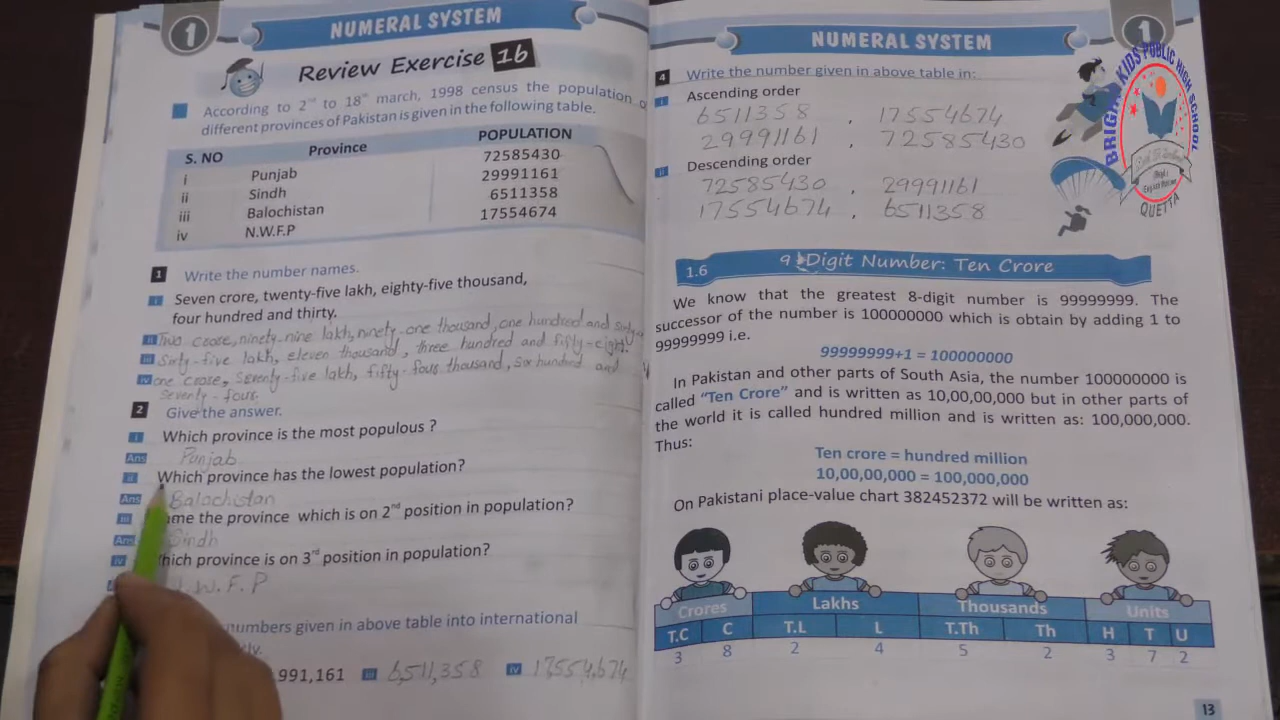 1
NUMERAL SYSTEM
Review Exercise 1b
According to 2nd to 18th march, 1998 census the population o
different provinces of Pakistan is given in the following table.
S. NO Province POPULATION
i Punjab 72585430
ii Sindh 29991161
iii Balochistan 6511358
iv N.W.F.P 17554674
1 Write the number names.
i Seven crore, twenty-five lakh, eighty-five thousand,
four hundred and thirty.
ii Two crore, ninety-nine lakh, ninety-one thousand, one hundred and sixty-
iii Sixty-five lakh, eleven thousand, three hundred and fifty-eight.
iv one crore, seventy-five lakh, fifty-four thousand, six hundred and
seventy-four.
2 Give the answer.
i Which province is the most populous ?
Ans Punjab
ii Which province has the lowest population?
Ans Balochistan
iii ame the province which is on 2nd position in population?
Ans Sindh
iv hich province is on 3rd position in population?
.W.F.P
numbers given in above table into international
ly.
991,161 iii 6,511,358 iv 17,554,674
NUMERAL SYSTEM
1
4 Write the number given in above table in:
i Ascending order
6511358 , 17554674
29991161 , 72585430
ii Descending order
72585430 , 29991161
17554674 , 6511358
BRIGHT KIDS PUBLIC HIGH SCHOOL
QUETTA
1.6 9 Digit Number: Ten Crore
We know that the greatest 8-digit number is 99999999. The
successor of the number is 100000000 which is obtain by adding 1 to
99999999 i.e.
99999999+1 = 100000000
In Pakistan and other parts of South Asia, the number 100000000 is
called "Ten Crore" and is written as 10,00,00,000 but in other parts of
the world it is called hundred million and is written as: 100,000,000.
Thus:
Ten crore = hundred million
10,00,00,000 = 100,000,000
On Pakistani place-value chart 382452372 will be written as:
Crores Lakhs Thousands Units
T.C C T.L L T.Th Th H T U
3 8 2 4 5 2 3 7 2
13